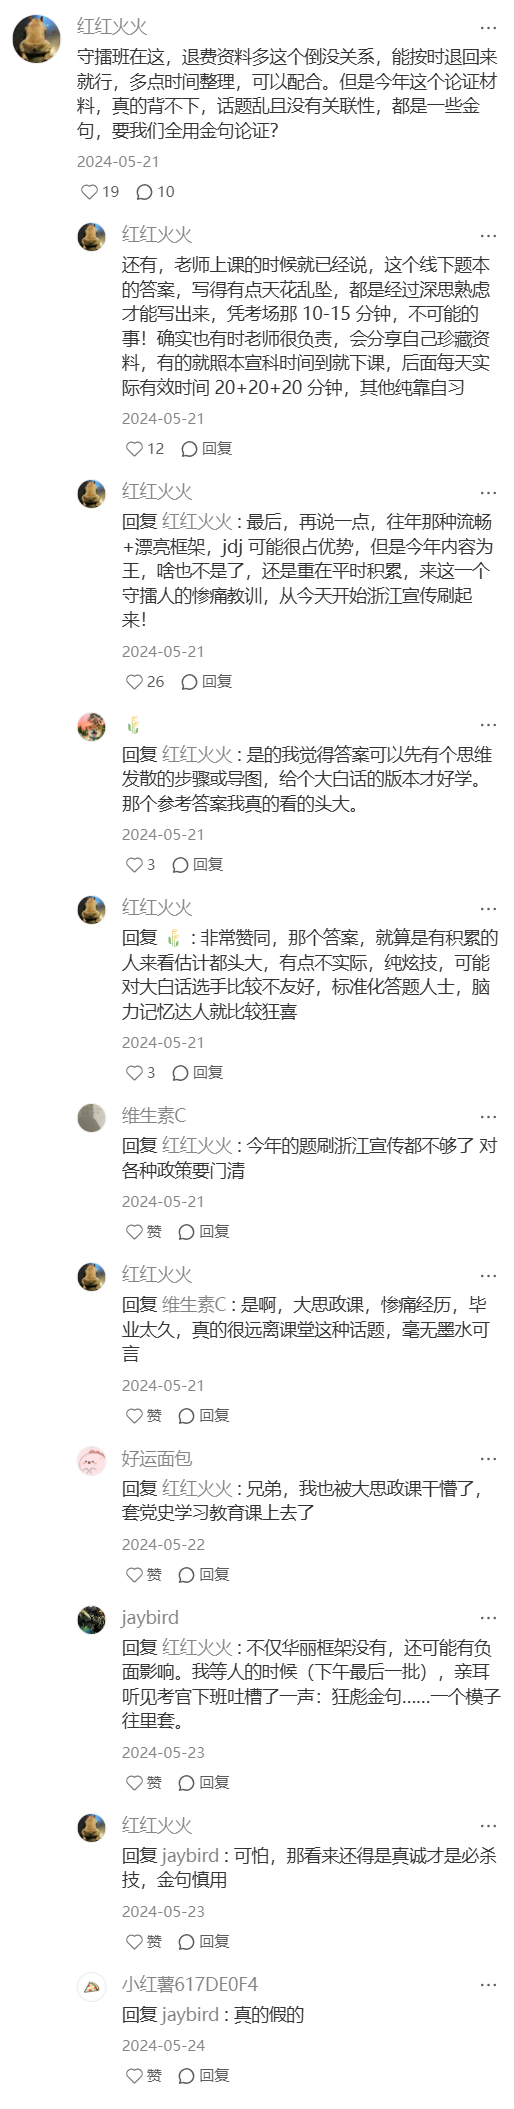 红红火火
守擂班在这，退费资料多这个倒没关系，能按时退回来
就行，多点时间整理，可以配合。但是今年这个论证材
料，真的背不下，话题乱且没有关联性，都是一些金
句，要我们全用金句论证？
2024-05-21
19 10
红红火火
还有，老师上课的时候就已经说，这个线下题本
的答案，写得有点天花乱坠，都是经过深思熟虑
才能写出来，凭考场那 10-15 分钟，不可能的
事！确实也有时老师很负责，会分享自己珍藏资
料，有的就照本宣科时间到就下课，后面每天实
际有效时间 20+20+20 分钟，其他纯靠自习
2024-05-21
12 回复
红红火火
回复 红红火火 : 最后，再说一点，往年那种流畅
+漂亮框架，jdj 可能很占优势，但是今年内容为
王，啥也不是了，还是重在平时积累，来这一个
守擂人的惨痛教训，从今天开始浙江宣传刷起
来！
2024-05-21
26 回复
回复 红红火火 : 是的我觉得答案可以先有个思维
发散的步骤或导图，给个大白话的版本才好学。
那个参考答案我真的看的头大。
2024-05-21
3 回复
红红火火
回复 : 非常赞同，那个答案，就算是有积累的
人来看估计都头大，有点不实际，纯炫技，可能
对大白话选手比较不友好，标准化答题人士，脑
力记忆达人就比较狂喜
2024-05-21
3 回复
维生素C
回复 红红火火 : 今年的题刷浙江宣传都不够了 对
各种政策要门清
2024-05-21
赞 回复
红红火火
回复 维生素C : 是啊，大思政课，惨痛经历，毕
业太久，真的很远离课堂这种话题，毫无墨水可
言
2024-05-21
赞 回复
好运面包
回复 红红火火 : 兄弟，我也被大思政课干懵了，
套党史学习教育课上去了
2024-05-22
赞 回复
jaybird
回复 红红火火 : 不仅华丽框架没有，还可能有负
面影响。我等人的时候（下午最后一批），亲耳
听见考官下班吐槽了一声：狂彪金句......一个模子
往里套。
2024-05-23
赞 回复
红红火火
回复 jaybird : 可怕，那看来还得是真诚才是必杀
技，金句慎用
2024-05-23
赞 回复
小红薯617DE0F4
回复 jaybird : 真的假的
2024-05-24
赞 回复